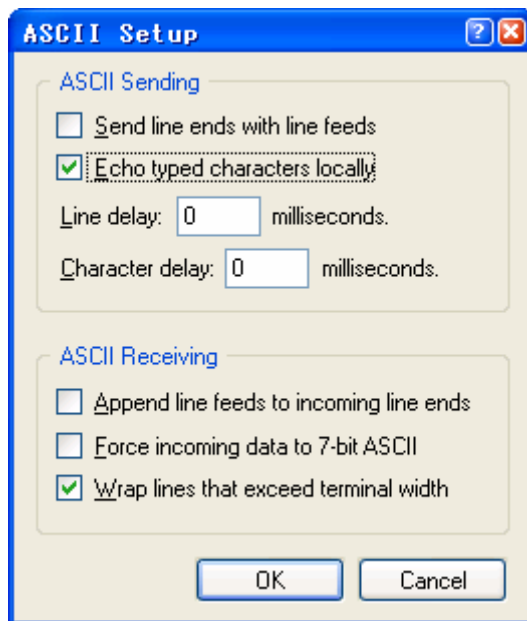 ASCII Setup
ASCII Sending
Send line ends with line feeds
Echo typed characters locally
Line delay: 0 milliseconds.
Character delay: 0 milliseconds.
ASCII Receiving
Append line feeds to incoming line ends
Force incoming data to 7-bit ASCII
Wrap lines that exceed terminal width
OK Cancel